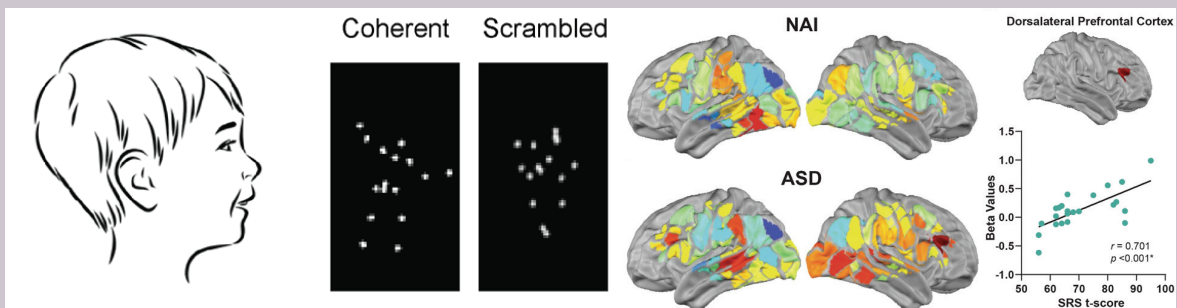 Coherent
Scrambled
NAI
ASD
Dorsalateral Prefrontal Cortex
1.5
1.0
0.5
0.0
-0.5
-1.0
Beta Values
r = 0.701
p <0.001*
50 60 70 80 90 100
SRS t-score